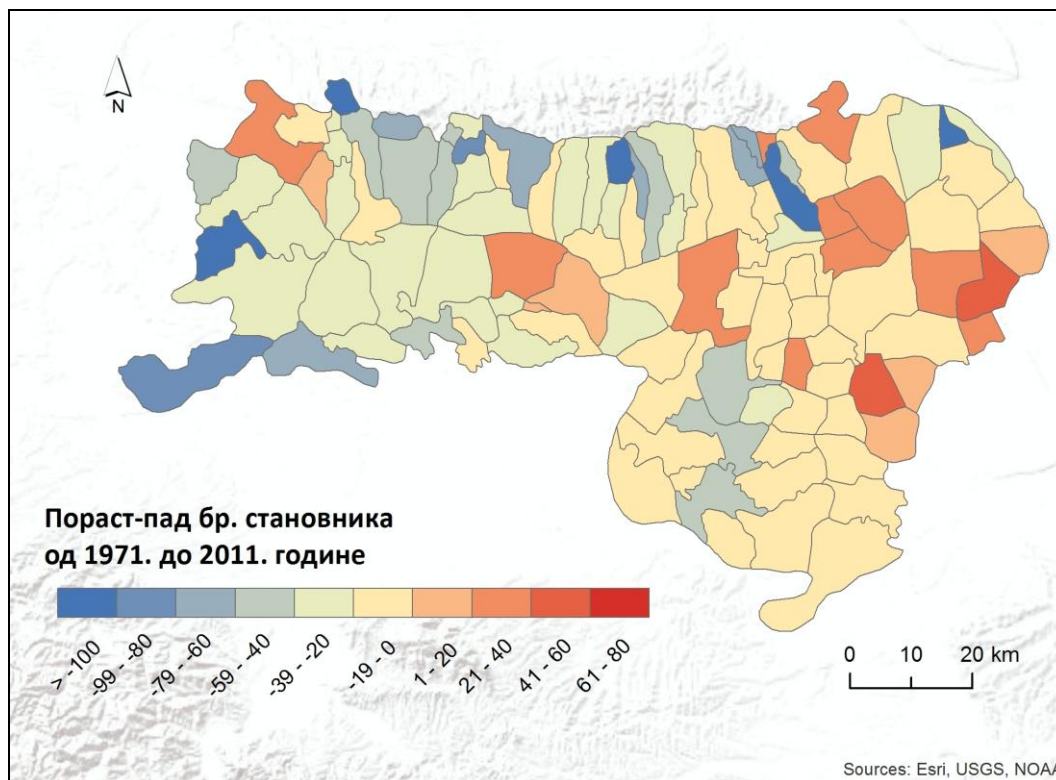 N
Пораст-пад бр. становника
од 1971. до 2011. године
> -100
-99 - -80
-79 - -60
-59 - -40
-39 - -20
-19 - 0
1 - 20
21 - 40
41 - 60
61 - 80
0 10 20 km
Sources: Esri, USGS, NOAA